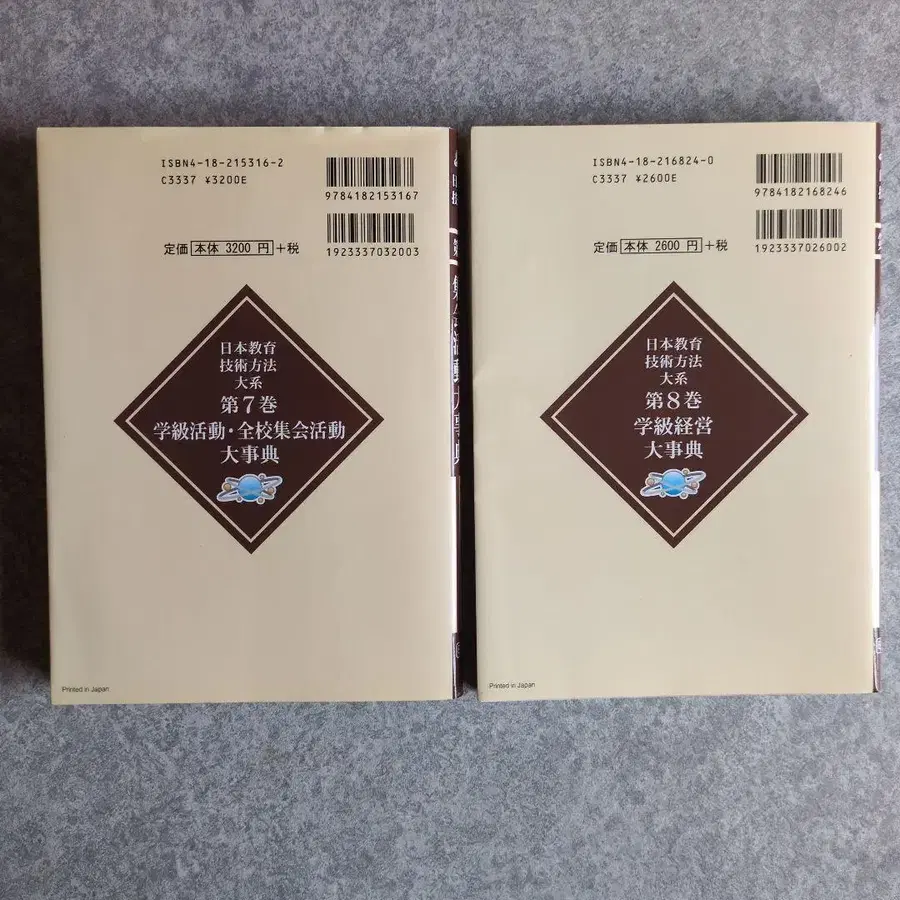 ISBN4-18-215316-2
C3337 ¥3200E
9784182153167
定価 本体 3200 円 +税
1923337032003
日本教育
技術方法
大系
第7巻
学級活動・全校集会活動
大事典
Printed in Japan
ISBN4-18-216824-0
C3337 ¥2600E
9784182168246
定価 本体 2600 円 +税
1923337026002
日本教育
技術方法
大系
第8巻
学級経営
大事典
Printed in Japan